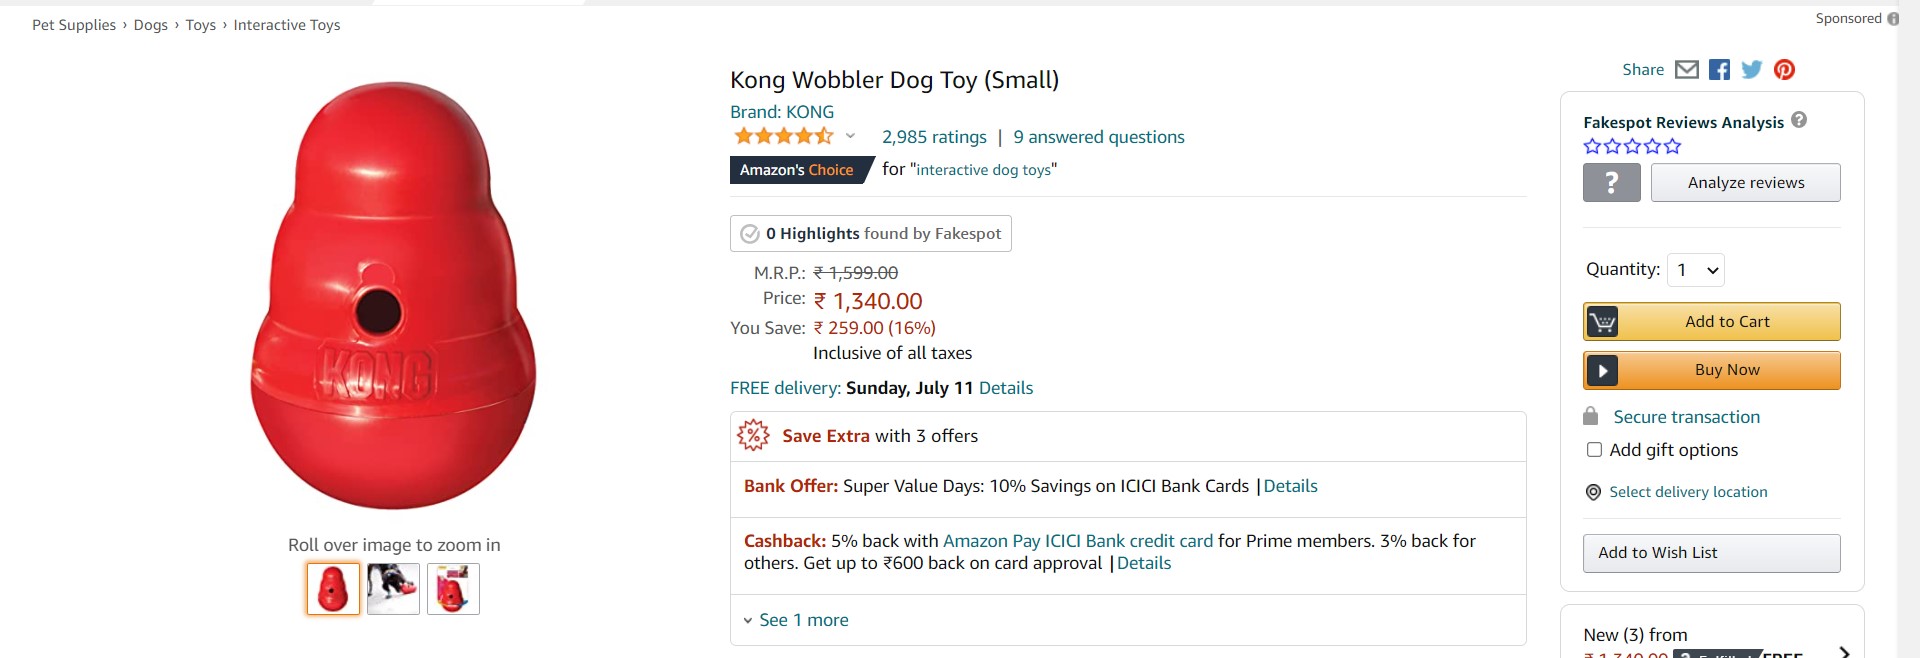 Pet Supplies › Dogs › Toys › Interactive Toys
Sponsored
Kong Wobbler Dog Toy (Small)
Brand: KONG
2,985 ratings | 9 answered questions
Amazon's Choice for "interactive dog toys"
0 Highlights found by Fakespot
M.R.P.: ₹ 1,599.00
Price: ₹ 1,340.00
You Save: ₹ 259.00 (16%)
Inclusive of all taxes
FREE delivery: Sunday, July 11 Details
Save Extra with 3 offers
Bank Offer: Super Value Days: 10% Savings on ICICI Bank Cards | Details
Cashback: 5% back with Amazon Pay ICICI Bank credit card for Prime members. 3% back for
others. Get up to ₹600 back on card approval | Details
See 1 more
KONG
Roll over image to zoom in
Share
Fakespot Reviews Analysis ?
? Analyze reviews
Quantity: 1
Add to Cart
Buy Now
Secure transaction
Add gift options
Select delivery location
Add to Wish List
New (3) from
₹ 1,340.00 FREE